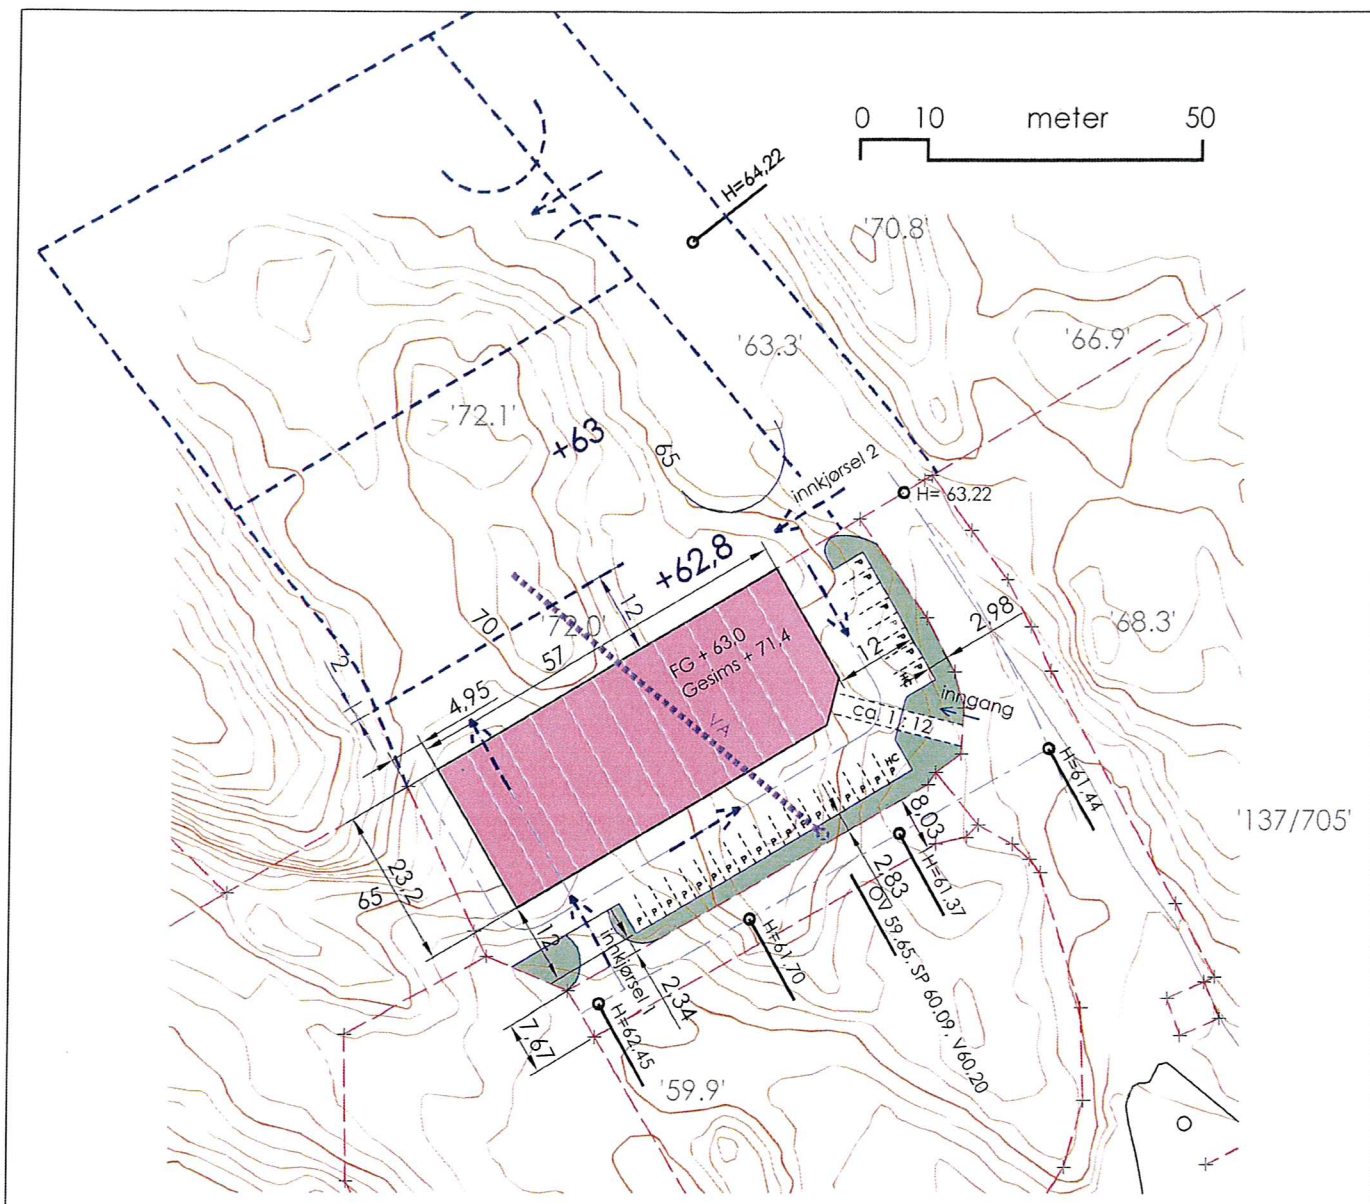 0 10 meter 50
H=64,22
'70.8'
'63.3'
'66.9'
'72.1'
+63
65
innkjørsel 2
H= 63,22
+62,8
12
'72.0'
70
57
2
4,95
FG + 63.0
Gesims + 71.4
VA
12
2,98
'68.3'
P P P P P P P P HC
inngang
ca 1 : 12
H=61,44
'137/705'
HC
P P P P P P P P P P P P P P P
8,03
H=61,37
2,83
OV 59.65, SP 60.09, V60.20
23,2
65
12
innkjørsel 1
2,34
H=61,70
7,67
H=62,45
'59.9'